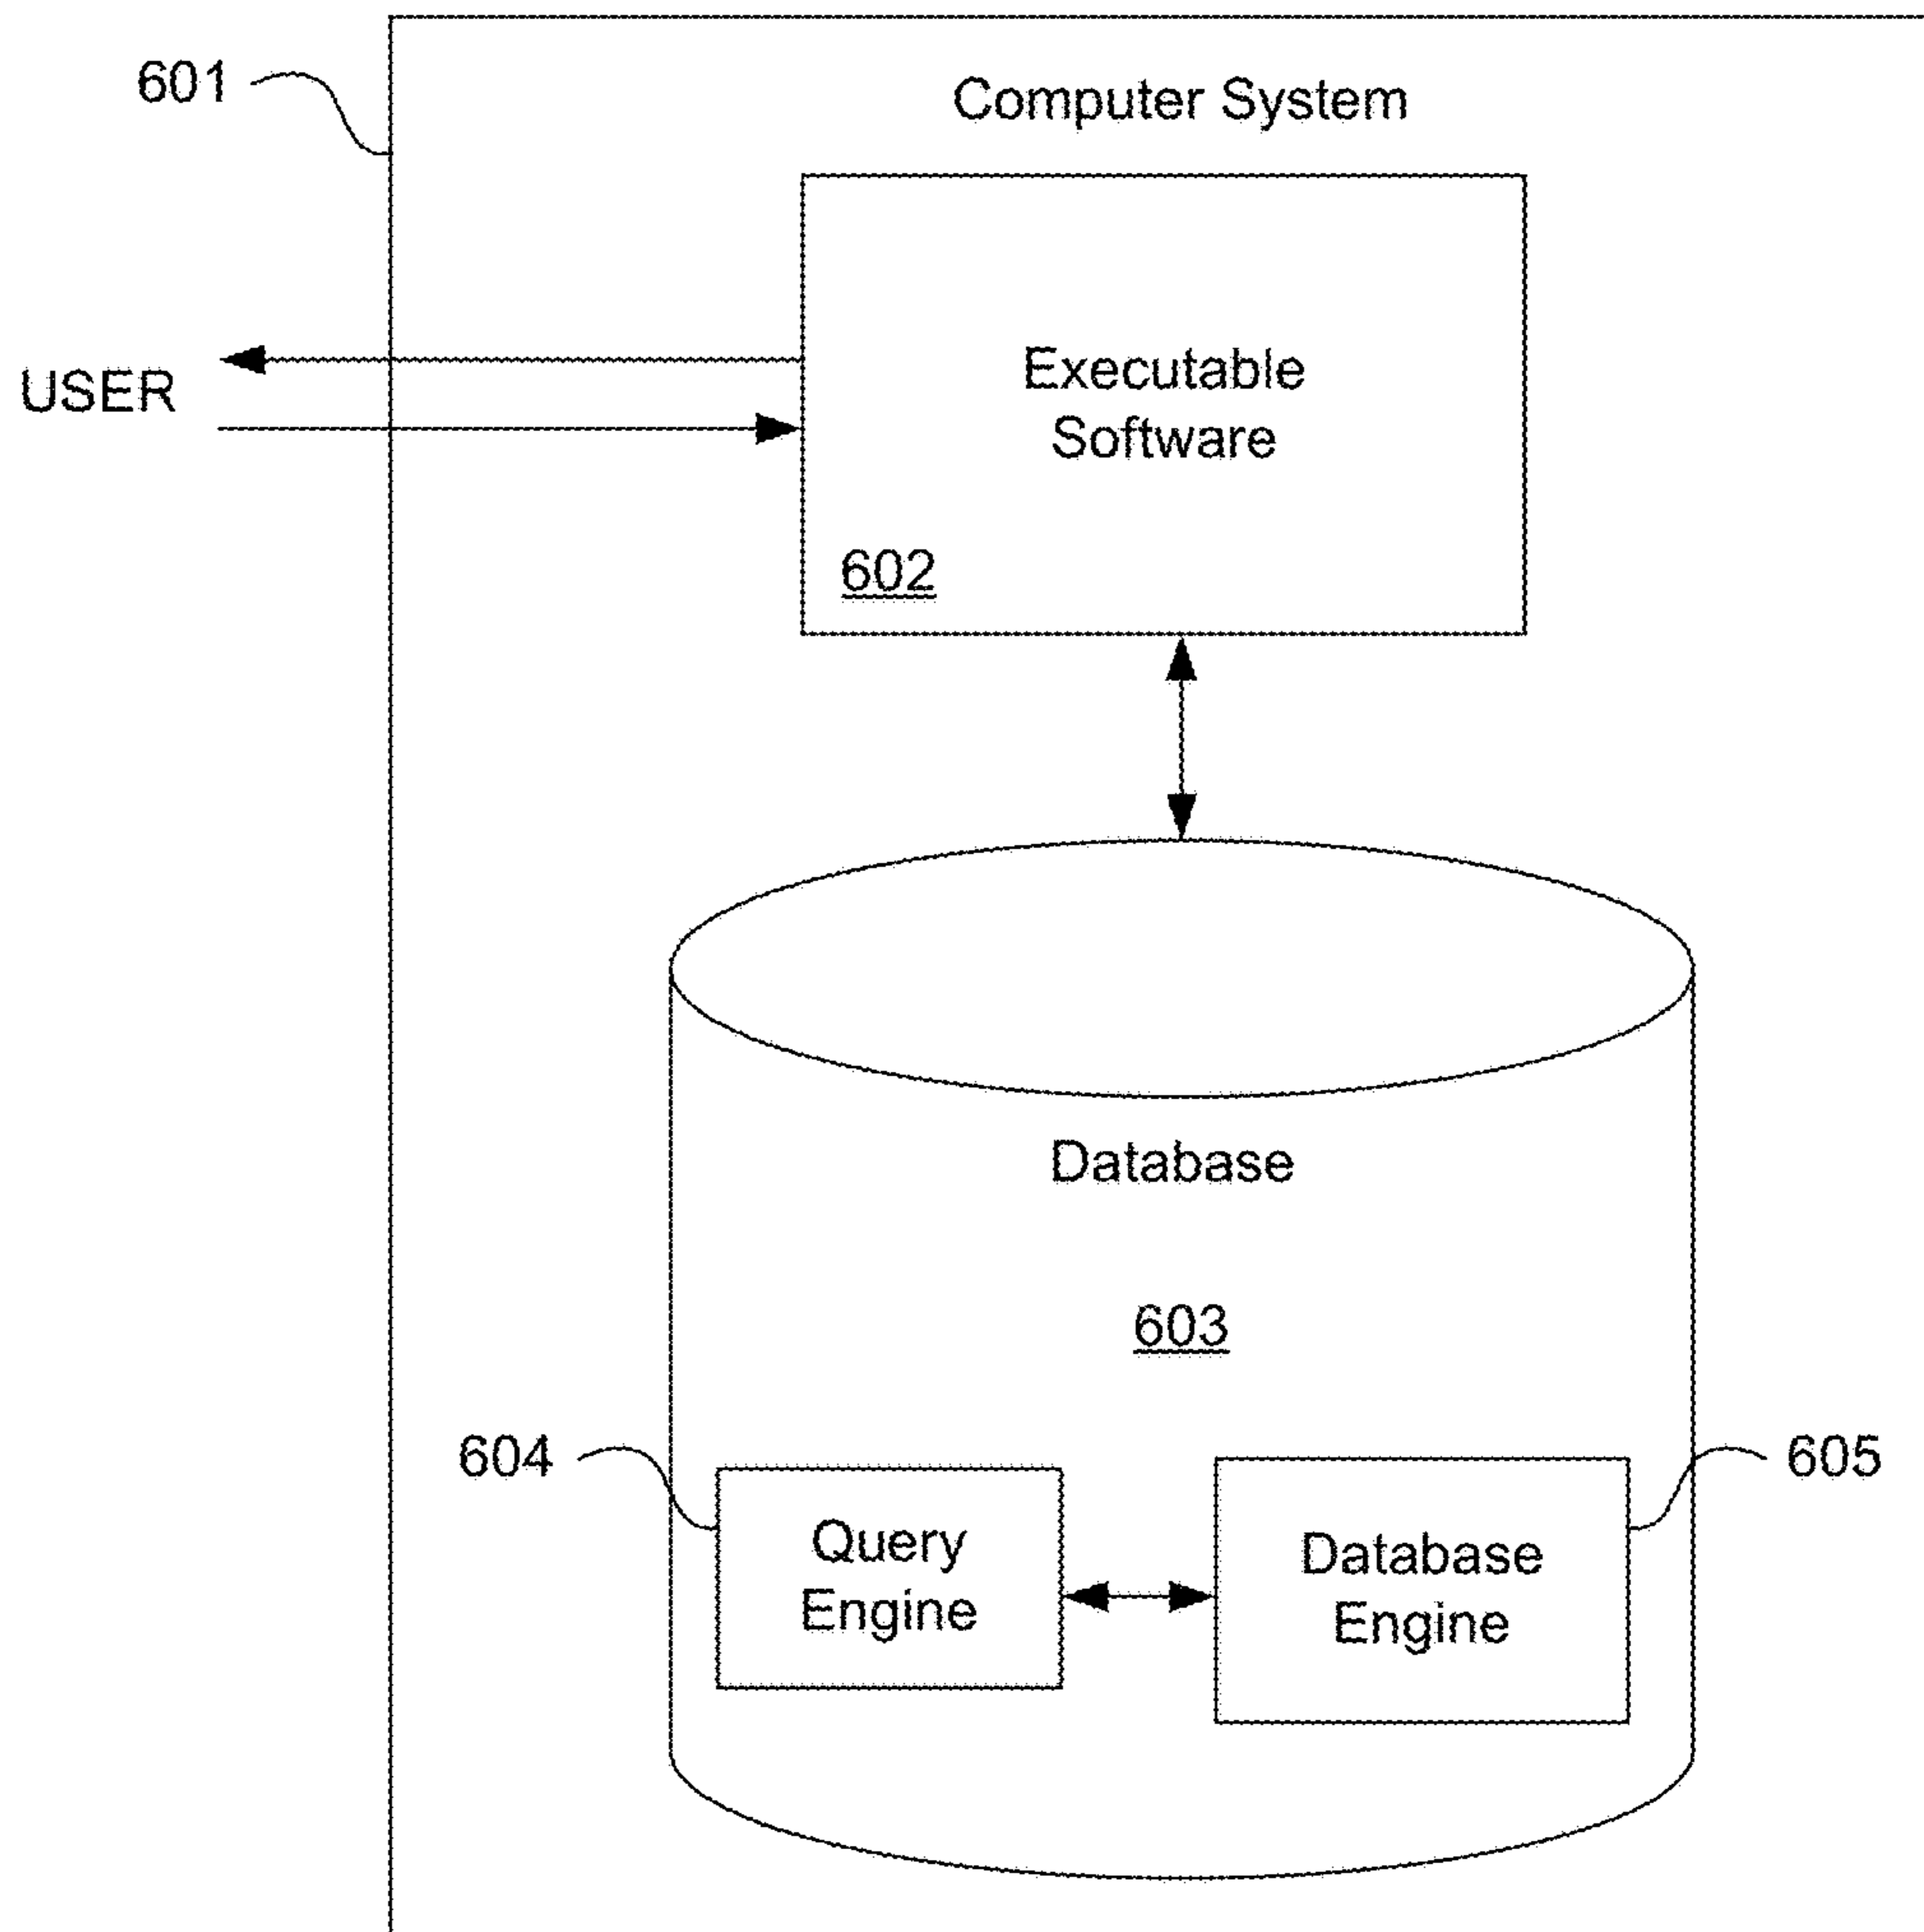 601
Computer System
USER
Executable
Software
602
Database
603
604
605
Query
Engine
Database
Engine